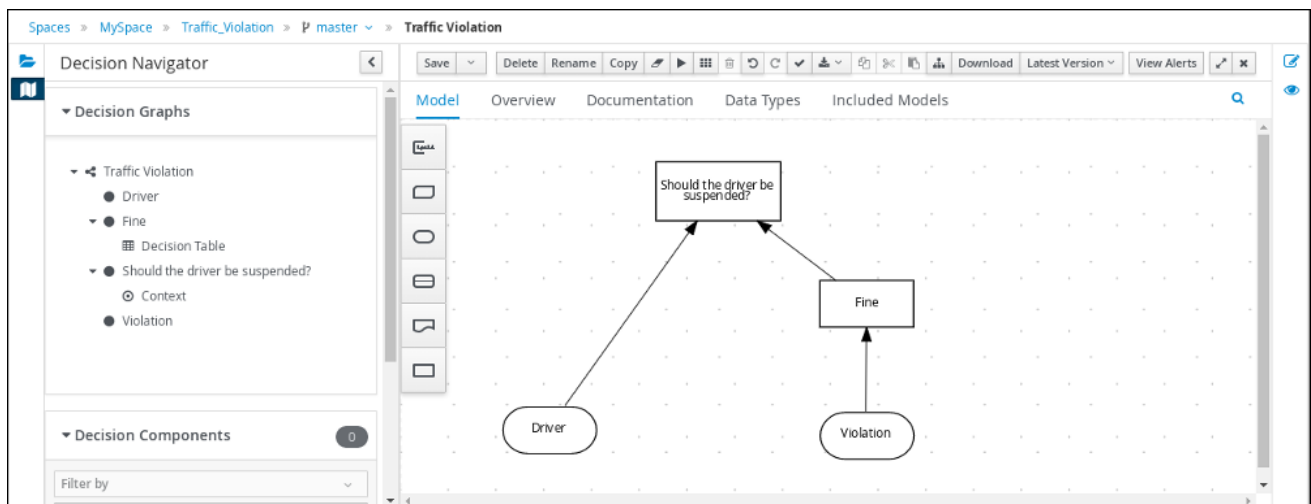 Spaces » MySpace » Traffic_Violation » master » Traffic Violation
Decision Navigator
Save Delete Rename Copy Download Latest Version View Alerts
Model Overview Documentation Data Types Included Models
Decision Graphs
Traffic Violation
Driver
Fine
Decision Table
Should the driver be suspended?
Context
Violation
Decision Components 0
Filter by
Should the driver be
suspended?
Fine
Driver
Violation